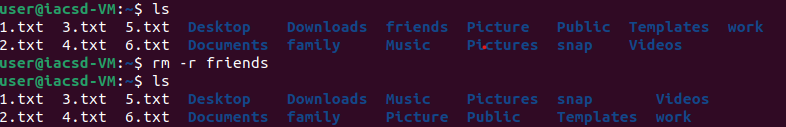 user@iacsd-VM:~$ ls
1.txt 3.txt 5.txt Desktop Downloads friends Picture Public Templates work
2.txt 4.txt 6.txt Documents family Music Pictures snap Videos
user@iacsd-VM:~$ rm -r friends
user@iacsd-VM:~$ ls
1.txt 3.txt 5.txt Desktop Downloads Music Pictures snap Videos
2.txt 4.txt 6.txt Documents family Picture Public Templates work